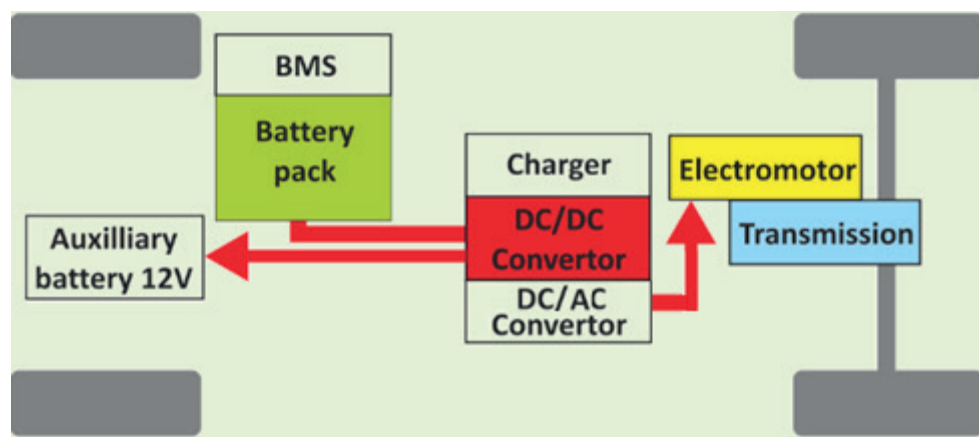 BMS
Battery
pack
Charger
DC/DC
Convertor
DC/AC
Convertor
Electromotor
Transmission
Auxilliary
battery 12V